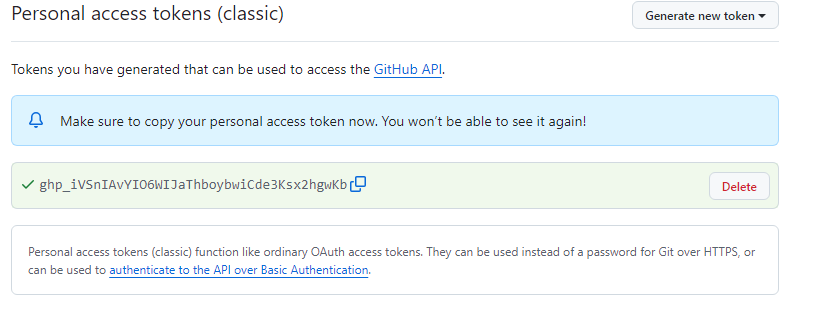 Personal access tokens (classic)
Generate new token
Tokens you have generated that can be used to access the GitHub API.
Make sure to copy your personal access token now. You won't be able to see it again!
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
Delete
Personal access tokens (classic) function like ordinary OAuth access tokens. They can be used instead of a password for Git over HTTPS, or
can be used to authenticate to the API over Basic Authentication.